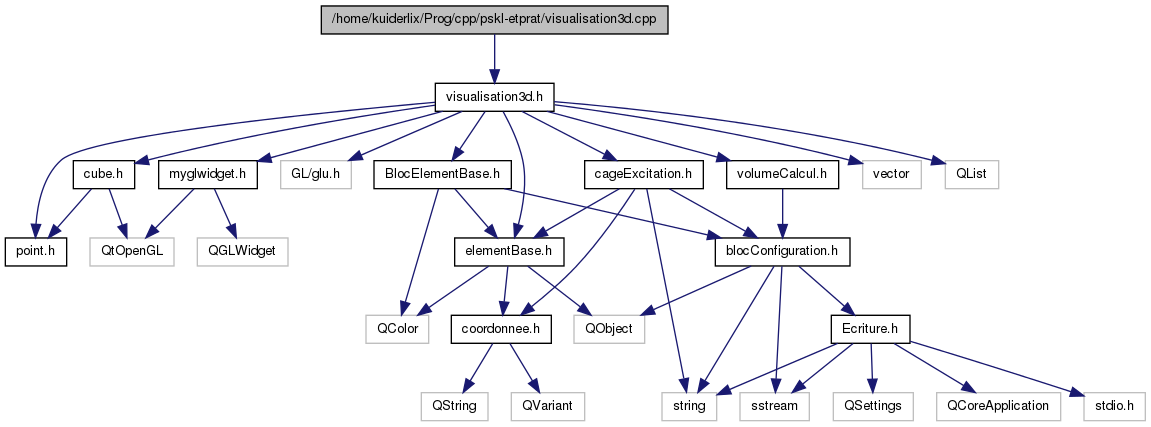 /home/kuiderlix/Prog/cpp/pskl-etprat/visualisation3d.cpp
visualisation3d.h
cube.h
myglwidget.h
GL/glu.h
BlocElementBase.h
cageExcitation.h
volumeCalcul.h
vector
QList
point.h
QtOpenGL
QGLWidget
elementBase.h
blocConfiguration.h
QColor
coordonnee.h
QObject
Ecriture.h
QString
QVariant
string
sstream
QSettings
QCoreApplication
stdio.h